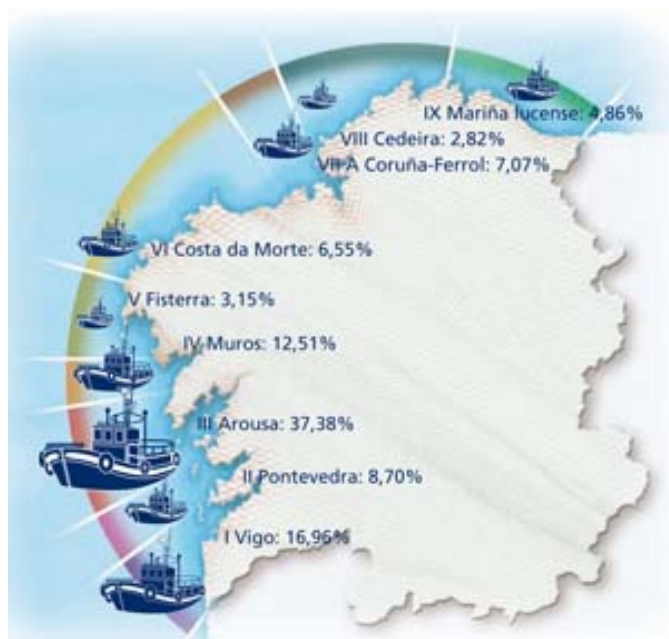 IX Mariña lucense: 4,86%
VIII Cedeira: 2,82%
VII A Coruña-Ferrol: 7,07%
VI Costa da Morte: 6,55%
V Fisterra: 3,15%
IV Muros: 12,51%
III Arousa: 37,38%
II Pontevedra: 8,70%
I Vigo: 16,96%